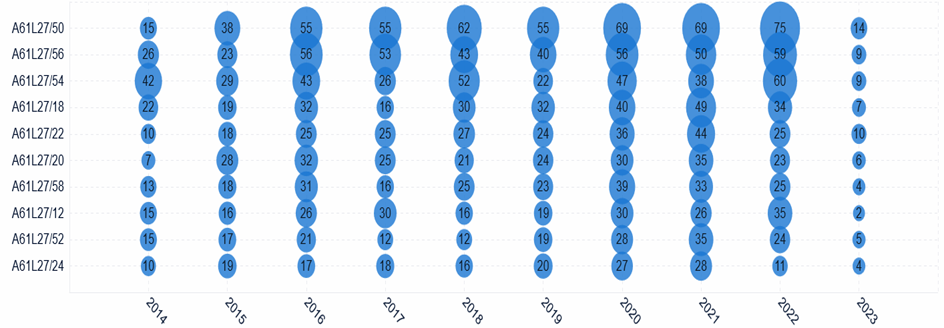 A61L27/50 15 38 55 55 62 55 69 69 75 14
A61L27/56 26 23 56 53 43 40 56 50 59 9
A61L27/54 42 29 43 26 52 22 47 38 60 9
A61L27/18 22 19 32 16 30 32 40 49 34 7
A61L27/22 10 18 25 25 27 24 36 44 25 10
A61L27/20 7 28 32 25 21 24 30 35 23 6
A61L27/58 13 18 31 16 25 23 39 33 25 4
A61L27/12 15 16 26 30 16 19 30 26 35 2
A61L27/52 15 17 21 12 12 19 28 35 24 5
A61L27/24 10 19 17 18 16 20 27 28 11 4
2014 2015 2016 2017 2018 2019 2020 2021 2022 2023